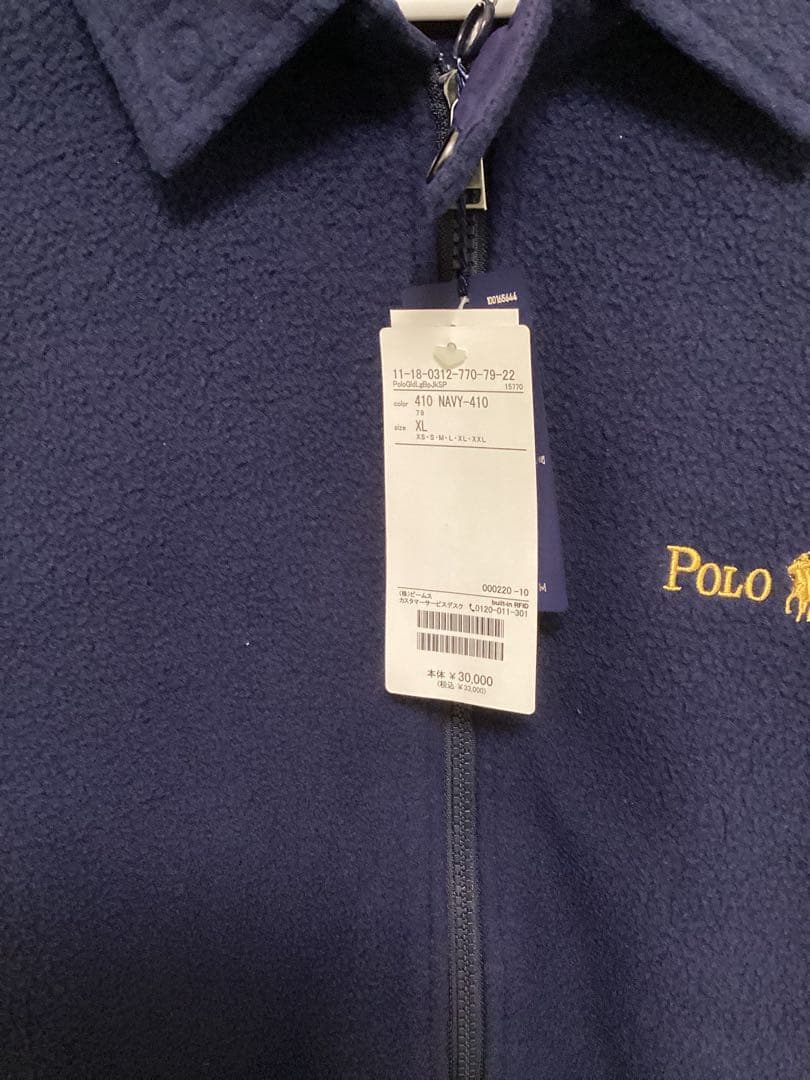 100165644
11-18-0312-770-79-22
PoloGldLgBoJkSP 15770
color 410 NAVY-410
79
size XL
XS・S・M・L・XL・XXL
000220-10
(株)ビームス built-in RFID
カスタマーサービスデスク 0120-011-301
本体 ¥30,000
(税込 ¥33,000)
POLO